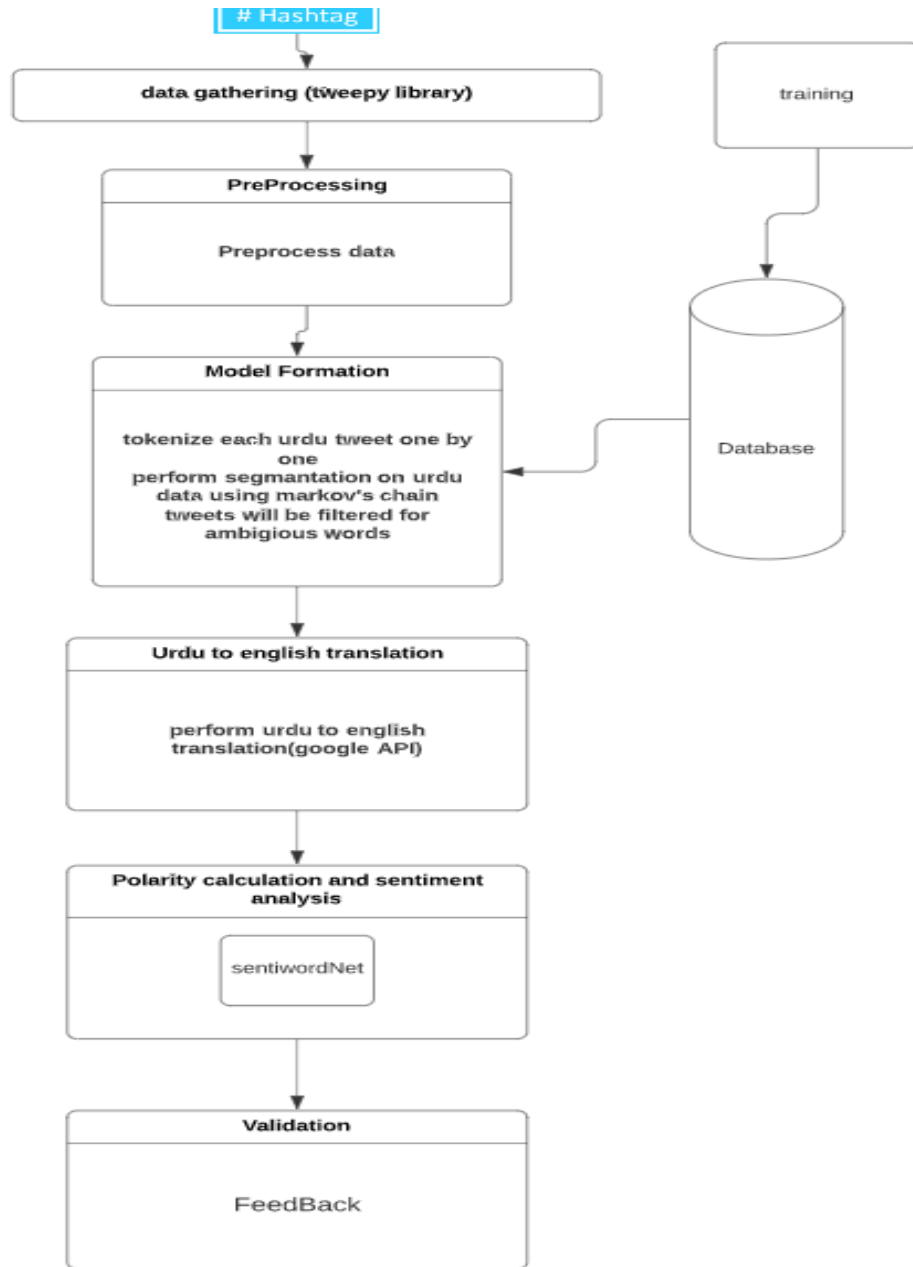 # Hashtag
data gathering (tweepy library)
training
PreProcessing
Preprocess data
Model Formation
tokenize each urdu tweet one by
one
perform segmantation on urdu
data using markov's chain
tweets will be filtered for
ambigious words
Database
Urdu to english translation
perform urdu to english
translation(google API)
Polarity calculation and sentiment
analysis
sentiwordNet
Validation
FeedBack